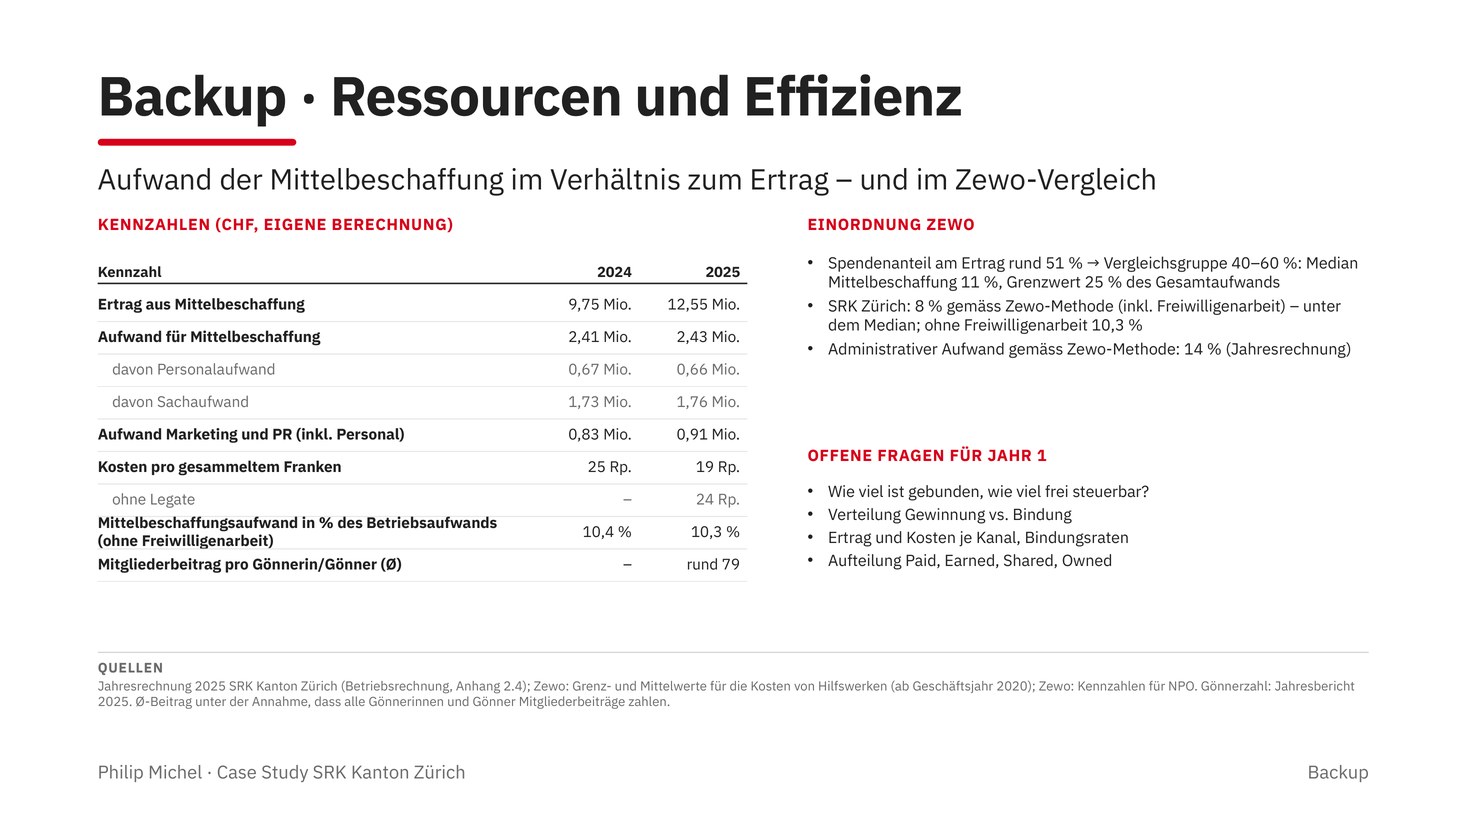 Backup · Ressourcen und Effizienz
Aufwand der Mittelbeschaffung im Verhältnis zum Ertrag – und im Zewo-Vergleich
KENNZAHLEN (CHF, EIGENE BERECHNUNG)
Kennzahl 2024 2025
Ertrag aus Mittelbeschaffung 9,75 Mio. 12,55 Mio.
Aufwand für Mittelbeschaffung 2,41 Mio. 2,43 Mio.
davon Personalaufwand 0,67 Mio. 0,66 Mio.
davon Sachaufwand 1,73 Mio. 1,76 Mio.
Aufwand Marketing und PR (inkl. Personal) 0,83 Mio. 0,91 Mio.
Kosten pro gesammeltem Franken 25 Rp. 19 Rp.
ohne Legate – 24 Rp.
Mittelbeschaffungsaufwand in % des Betriebsaufwands
(ohne Freiwilligenarbeit) 10,4 % 10,3 %
Mitgliederbeitrag pro Gönnerin/Gönner (Ø) – rund 79
EINORDNUNG ZEWO
• Spendenanteil am Ertrag rund 51 % → Vergleichsgruppe 40–60 %: Median
Mittelbeschaffung 11 %, Grenzwert 25 % des Gesamtaufwands
• SRK Zürich: 8 % gemäss Zewo-Methode (inkl. Freiwilligenarbeit) – unter
dem Median; ohne Freiwilligenarbeit 10,3 %
• Administrativer Aufwand gemäss Zewo-Methode: 14 % (Jahresrechnung)
OFFENE FRAGEN FÜR JAHR 1
• Wie viel ist gebunden, wie viel frei steuerbar?
• Verteilung Gewinnung vs. Bindung
• Ertrag und Kosten je Kanal, Bindungsraten
• Aufteilung Paid, Earned, Shared, Owned
QUELLEN
Jahresrechnung 2025 SRK Kanton Zürich (Betriebsrechnung, Anhang 2.4); Zewo: Grenz- und Mittelwerte für die Kosten von Hilfswerken (ab Geschäftsjahr 2020); Zewo: Kennzahlen für NPO. Gönnerzahl: Jahresbericht
2025. Ø-Beitrag unter der Annahme, dass alle Gönnerinnen und Gönner Mitgliederbeiträge zahlen.
Philip Michel · Case Study SRK Kanton Zürich
Backup